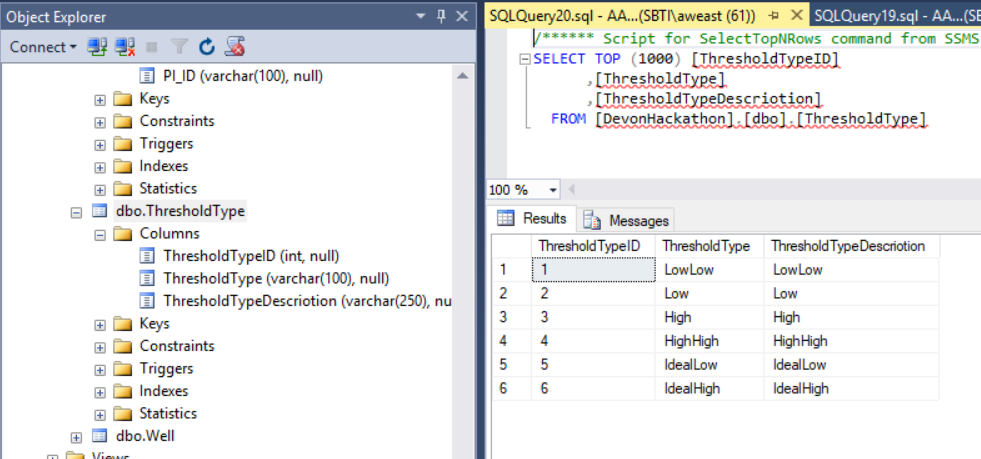 Object Explorer
Connect
PI_ID (varchar(100), null)
Keys
Constraints
Triggers
Indexes
Statistics
dbo.ThresholdType
Columns
ThresholdTypeID (int, null)
ThresholdType (varchar(100), null)
ThresholdTypeDescriotion (varchar(250), nu
Keys
Constraints
Triggers
Indexes
Statistics
dbo.Well
Views
SQLQuery20.sql - AA...(SBTI\aweast (61)) SQLQuery19.sql - AA...(SB
/****** Script for SelectTopNRows command from SSMS
SELECT TOP (1000) [ThresholdTypeID]
,[ThresholdType]
,[ThresholdTypeDescriotion]
FROM [DevonHackathon].[dbo].[ThresholdType]
100 %
Results Messages
ThresholdTypeID ThresholdType ThresholdTypeDescriotion
1 1 LowLow LowLow
2 2 Low Low
3 3 High High
4 4 HighHigh HighHigh
5 5 IdealLow IdealLow
6 6 IdealHigh IdealHigh